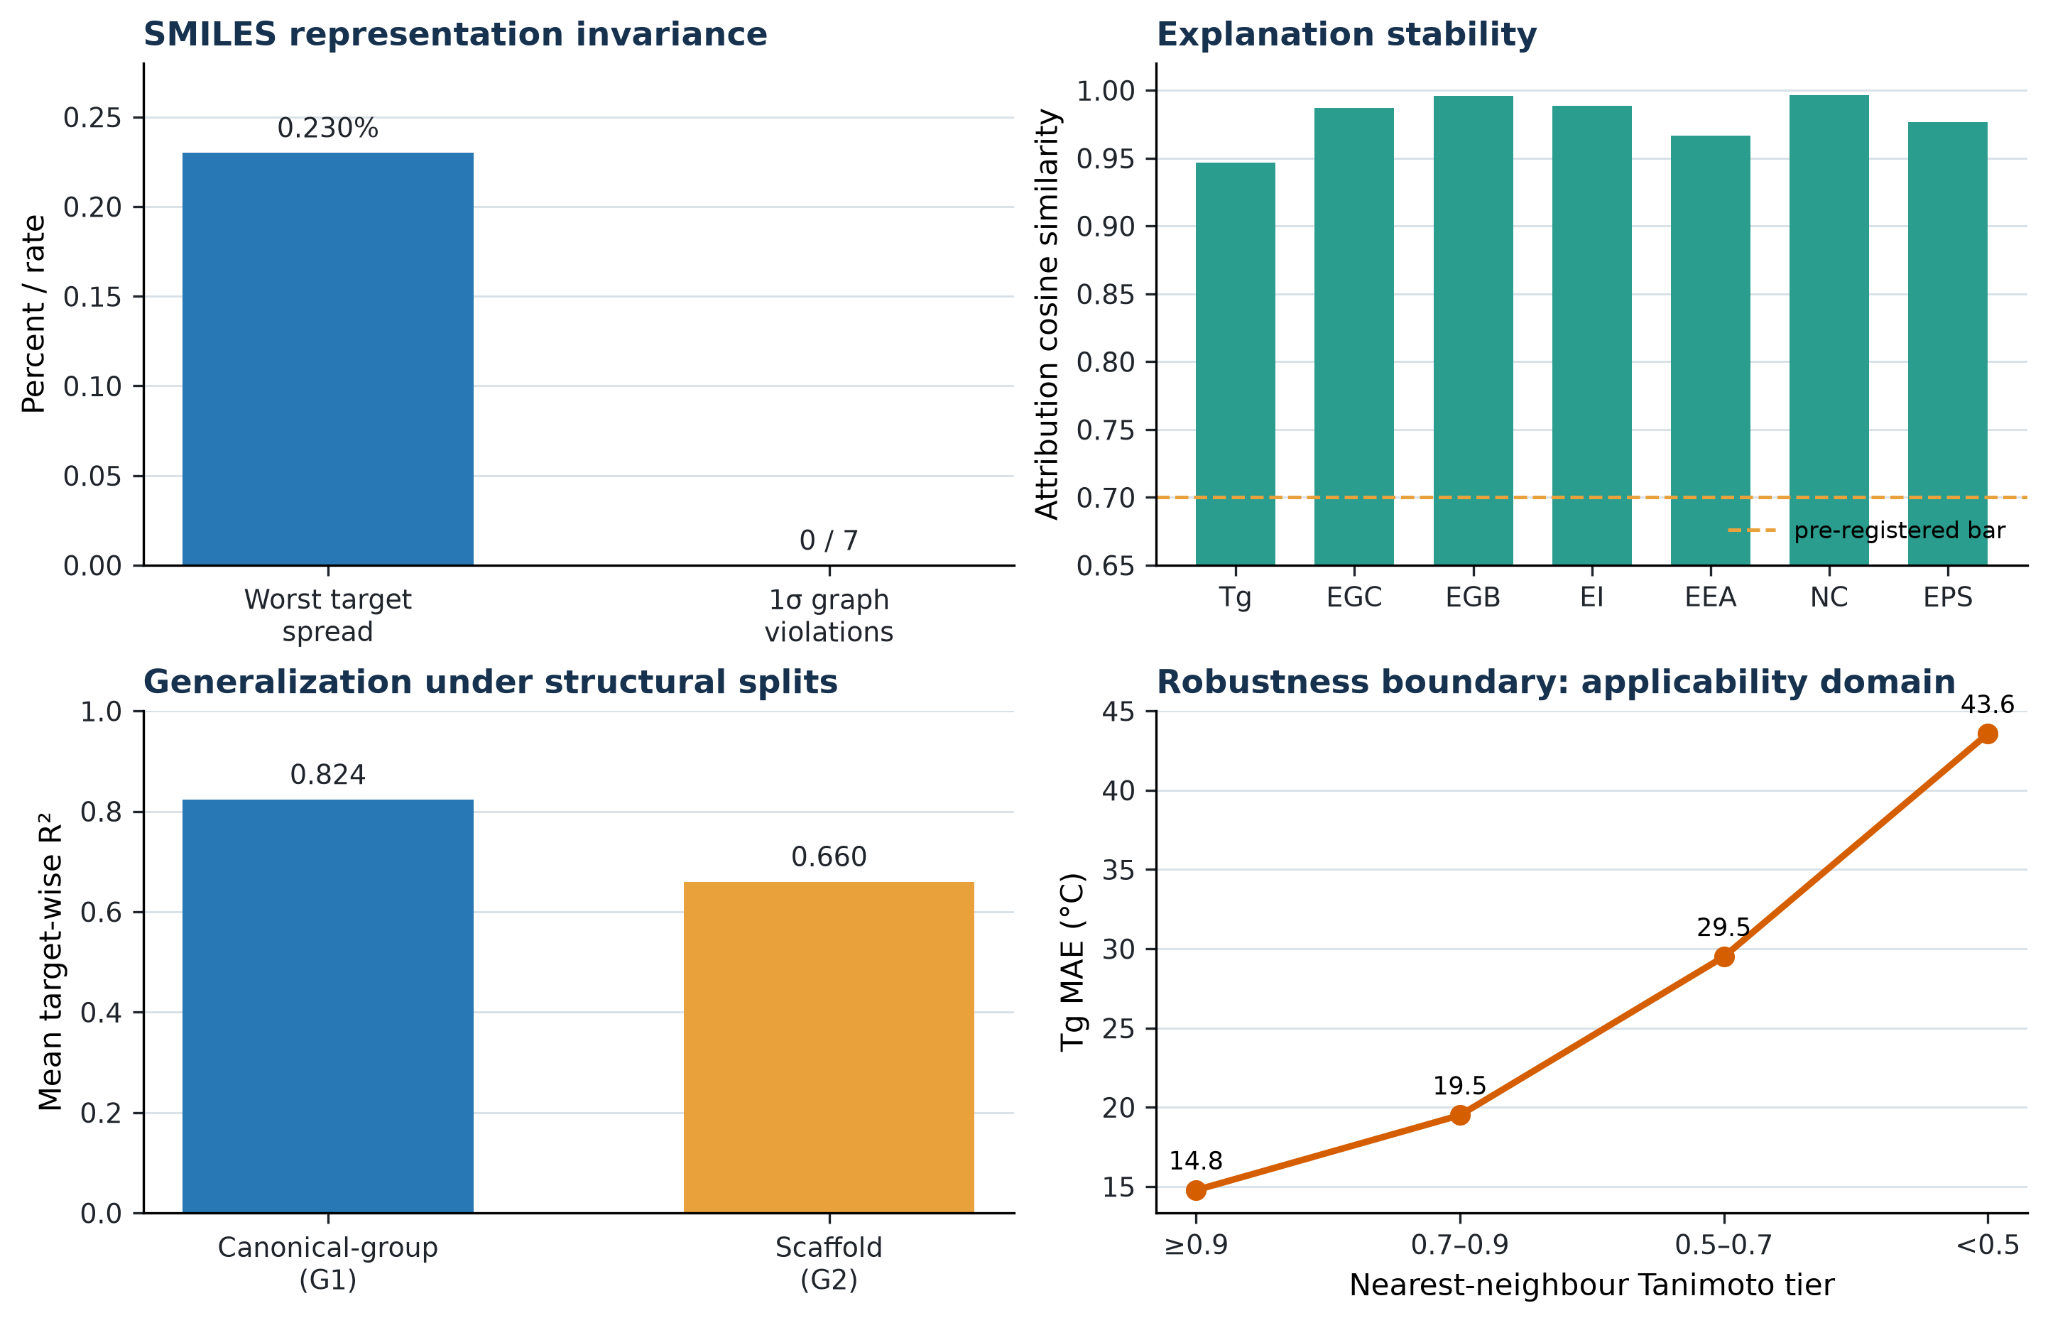 SMILES representation invariance
Percent / rate
0.25
0.20
0.15
0.10
0.05
0.00
0.230%
0 / 7
Worst target
spread
1σ graph
violations
Explanation stability
Attribution cosine similarity
1.00
0.95
0.90
0.85
0.80
0.75
0.70
0.65
pre-registered bar
Tg
EGC
EGB
EI
EEA
NC
EPS
Generalization under structural splits
Mean target-wise R²
1.0
0.8
0.6
0.4
0.2
0.0
0.824
0.660
Canonical-group
(G1)
Scaffold
(G2)
Robustness boundary: applicability domain
Tg MAE (°C)
45
40
35
30
25
20
15
14.8
19.5
29.5
43.6
≥0.9
0.7–0.9
0.5–0.7
<0.5
Nearest-neighbour Tanimoto tier